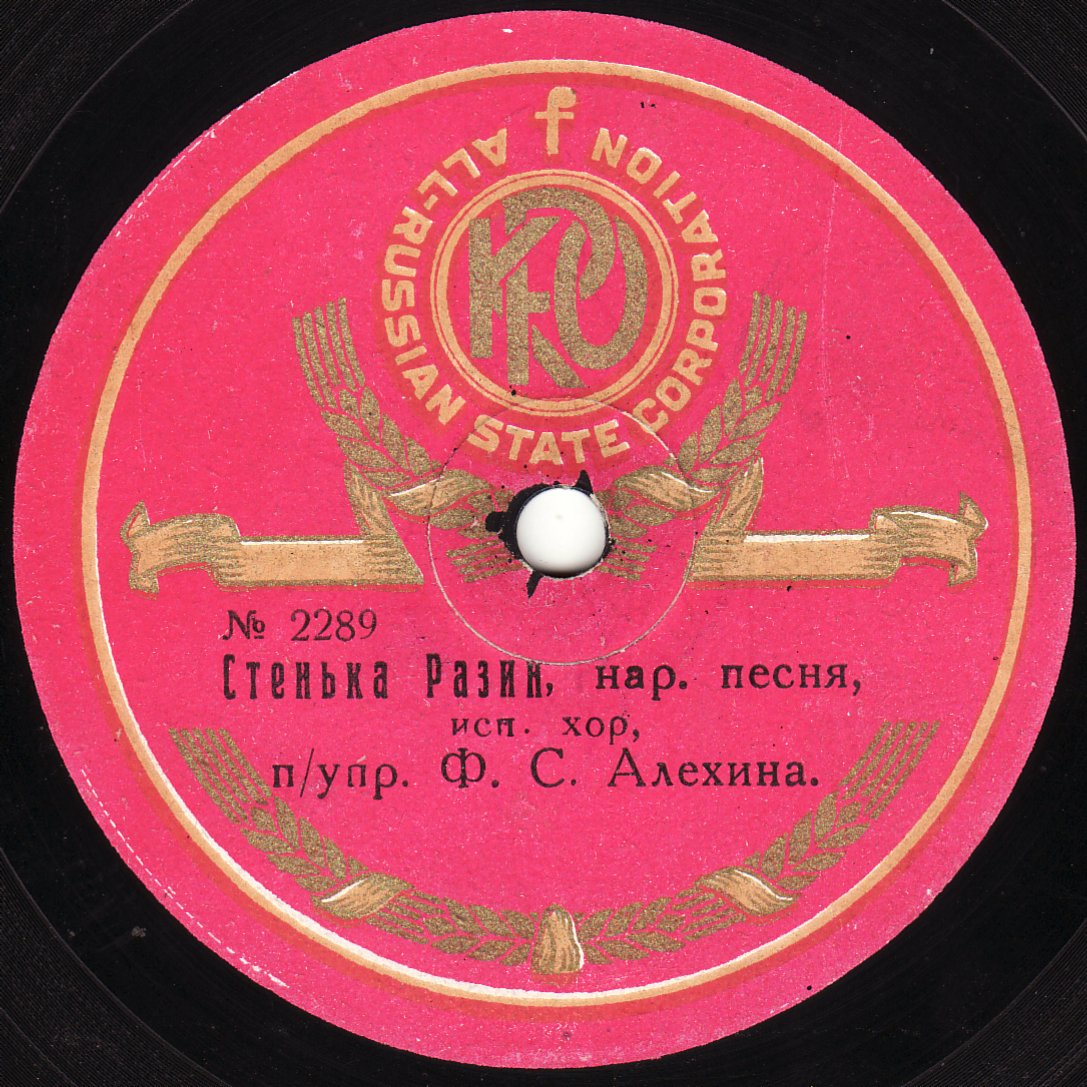 ALL-RUSSIAN STATE CORPORATION
№ 2289
Стенька Разин, нар. песня,
исп. хор,
п/упр. Ф. С. Алехина.